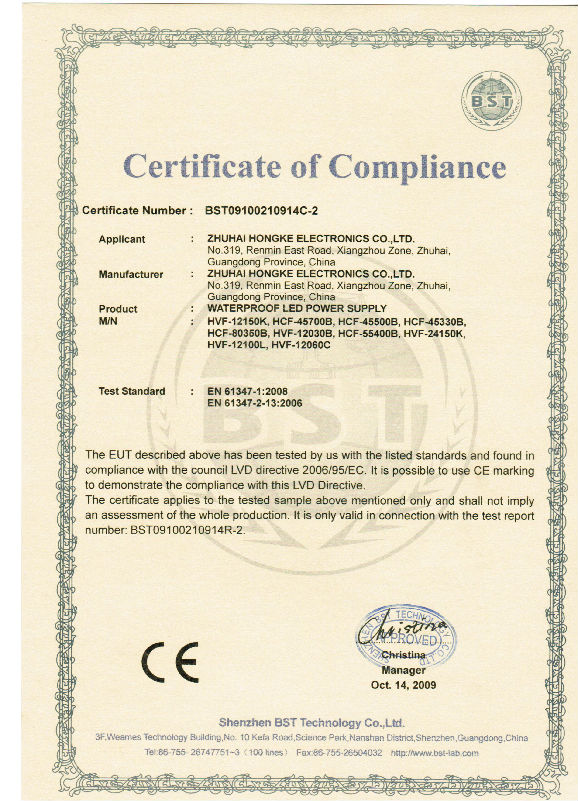 BST
Certificate of Compliance
Certificate Number : BST09100210914C-2
Applicant : ZHUHAI HONGKE ELECTRONICS CO.,LTD.
No.319, Renmin East Road, Xiangzhou Zone, Zhuhai,
Guangdong Province, China
Manufacturer : ZHUHAI HONGKE ELECTRONICS CO.,LTD.
No.319, Renmin East Road, Xiangzhou Zone, Zhuhai,
Guangdong Province, China
Product : WATERPROOF LED POWER SUPPLY
M/N : HVF-12150K, HCF-45700B, HCF-45500B, HCF-45330B,
HCF-80350B, HVF-12030B, HCF-55400B, HVF-24150K,
HVF-12100L, HVF-12060C
Test Standard : EN 61347-1:2008
EN 61347-2-13:2006
BST
The EUT described above has been tested by us with the listed standards and found in
compliance with the council LVD directive 2006/95/EC. It is possible to use CE marking
to demonstrate the compliance with this LVD Directive.
The certificate applies to the tested sample above mentioned only and shall not imply
an assessment of the whole production. It is only valid in connection with the test report
number: BST09100210914R-2.
CE
SHENZHEN BST TECHNOLOGY CO.,LTD
Christina
APPROVED
Christina
Manager
Oct. 14, 2009
Shenzhen BST Technology Co.,Ltd.
3F,Weames Technology Building,No. 10 Kefa Road,Science Park,Nanshan District,Shenzhen,Guangdong,China
Tel:86-755-26747751~3 (100 lines) Fax:86-755-26504032 http://www.bst-lab.com